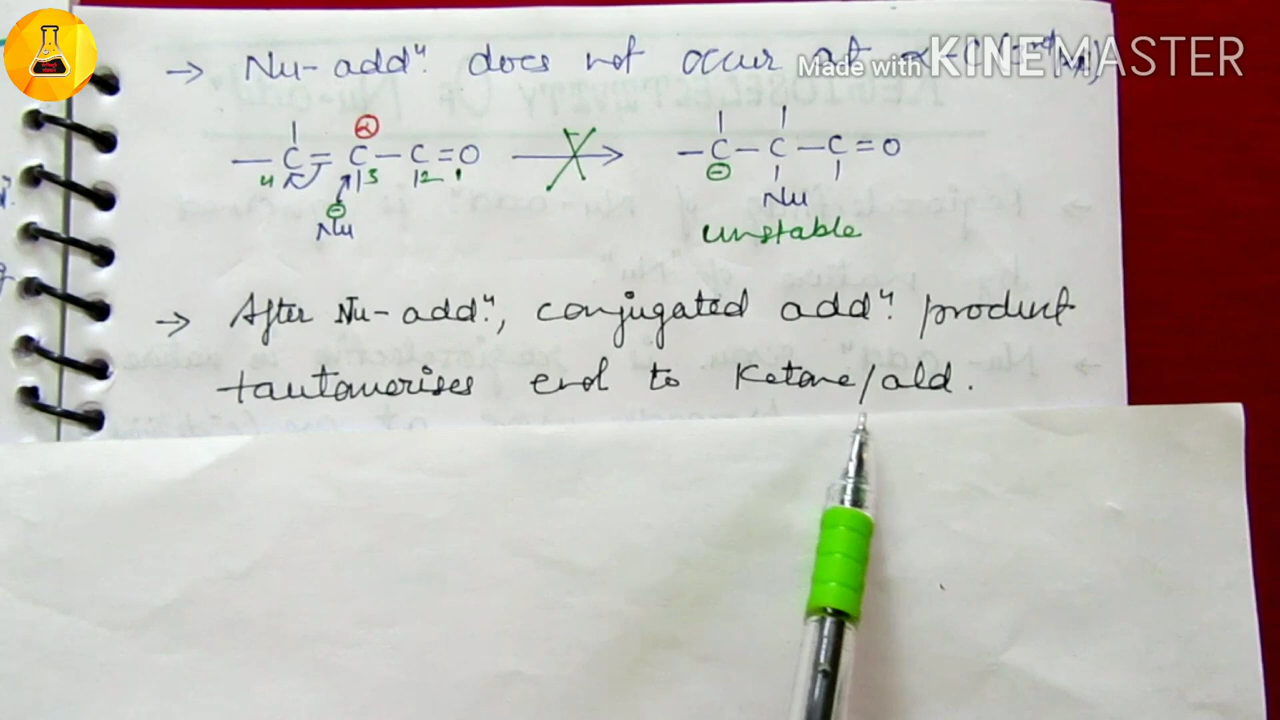 → Nu-addⁿ. does not occur at α-C
Made with KINEMASTER
α
— C = C — C = O
4 3 2 1
⊖
Nu
— C — C — C = O
⊖
Nu
unstable
→ After Nu-addⁿ., conjugated addⁿ. product
tautomerises enol to Ketone/ald.